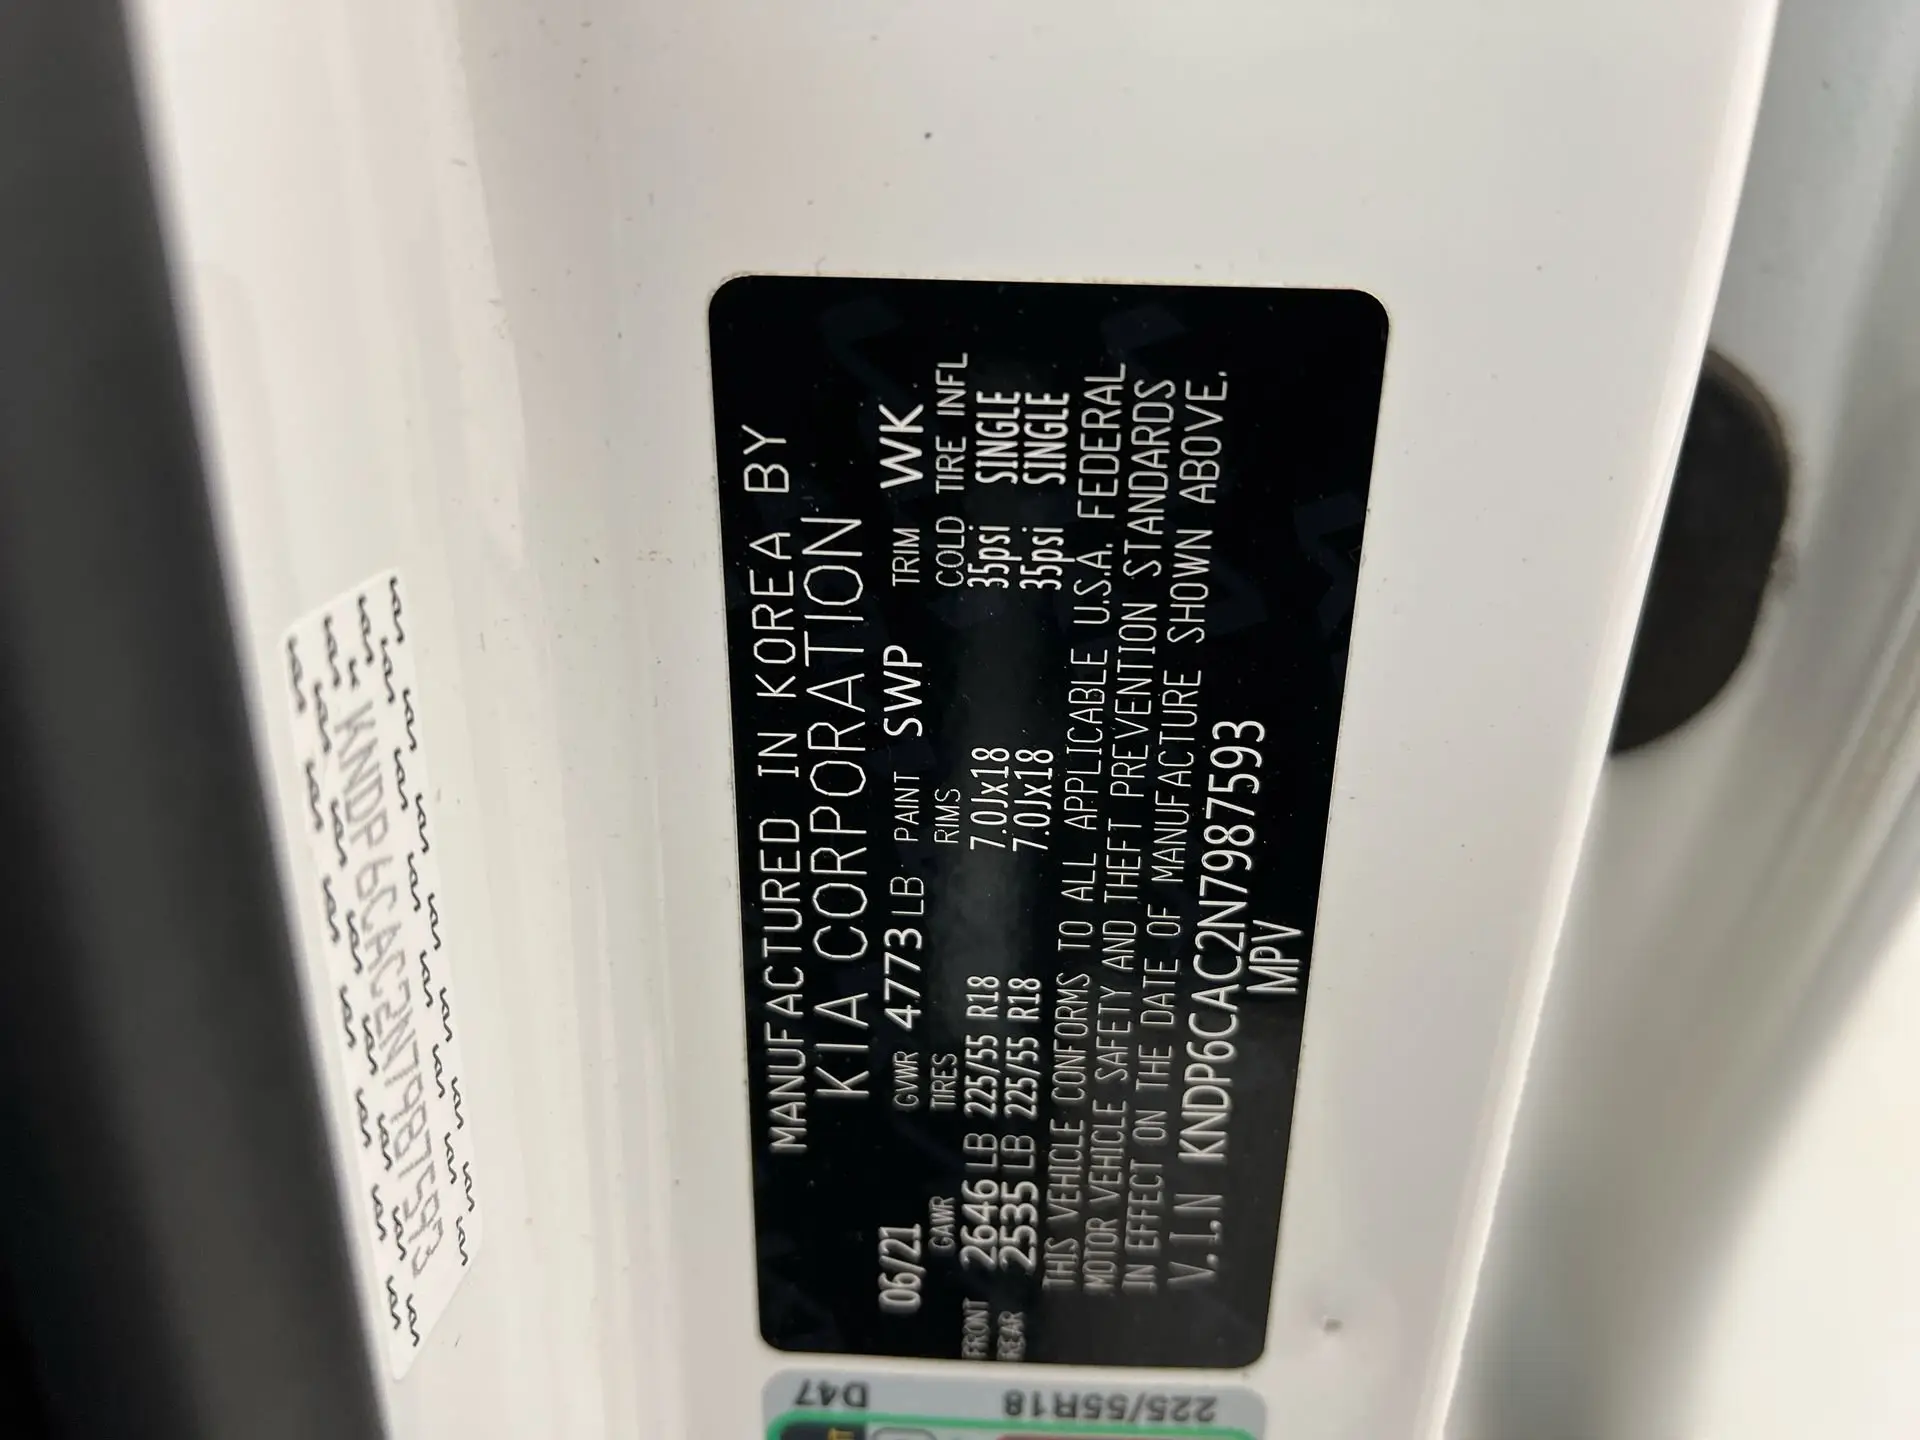 MANUFACTURED IN KOREA BY
KIA CORPORATION
06/21 GVWR 4773 LB PAINT SWP TRIM WK
GAWR TIRES RIMS COLD TIRE INFL
FRONT 2646 LB 225/55 R18 7.0Jx18 35psi SINGLE
REAR 2535 LB 225/55 R18 7.0Jx18 35psi SINGLE
THIS VEHICLE CONFORMS TO ALL APPLICABLE U.S.A. FEDERAL
MOTOR VEHICLE SAFETY AND THEFT PREVENTION STANDARDS
IN EFFECT ON THE DATE OF MANUFACTURE SHOWN ABOVE.
V.I.N KNDP6CAC2N7987593
MPV
KNDP6CAC2N7987593
D47
225/55R18